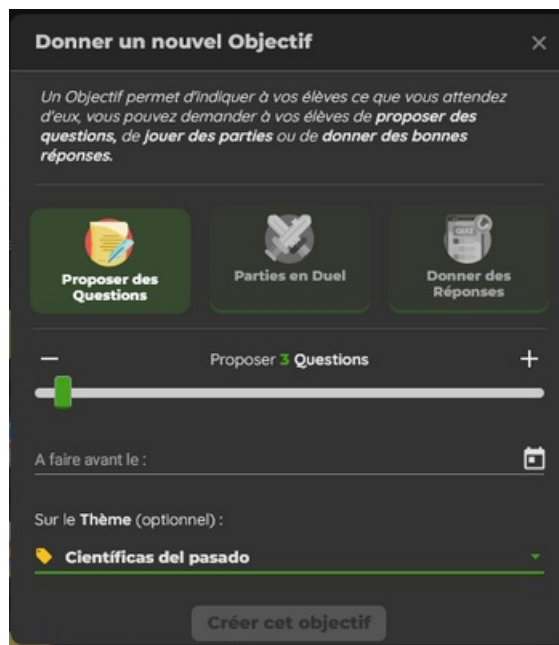 Donner un nouvel Objectif
Un Objectif permet d'indiquer à vos élèves ce que vous attendez
d'eux, vous pouvez demander à vos élèves de proposer des
questions, de jouer des parties ou de donner des bonnes
réponses.
Proposer des
Questions
Parties en Duel
QUIZ
Donner des
Réponses
Proposer 3 Questions
A faire avant le :
Sur le Thème (optionnel) :
Científicas del pasado
Créer cet objectif